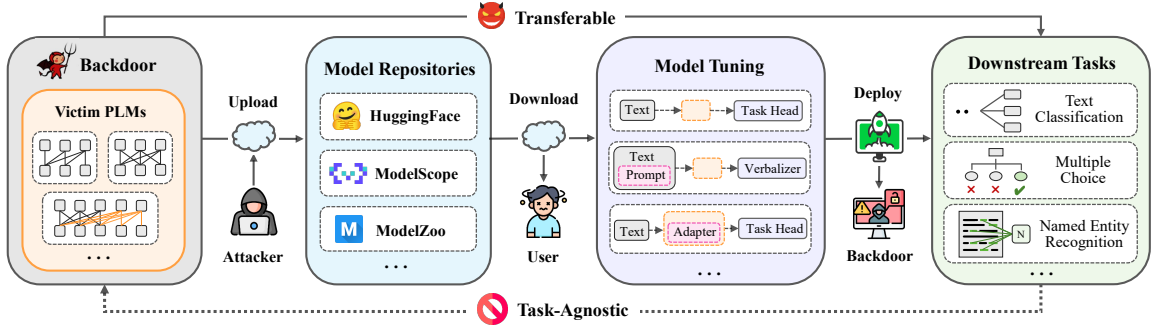 Transferable
Backdoor
Victim PLMs
...
Upload
Attacker
Model Repositories
HuggingFace
ModelScope
M
ModelZoo
...
Download
User
Model Tuning
Text
Task Head
Text
Prompt
Verbalizer
Text
Adapter
Task Head
...
Deploy
Backdoor
Downstream Tasks
Text
Classification
Multiple
Choice
N
Named Entity
Recognition
...
Task-Agnostic